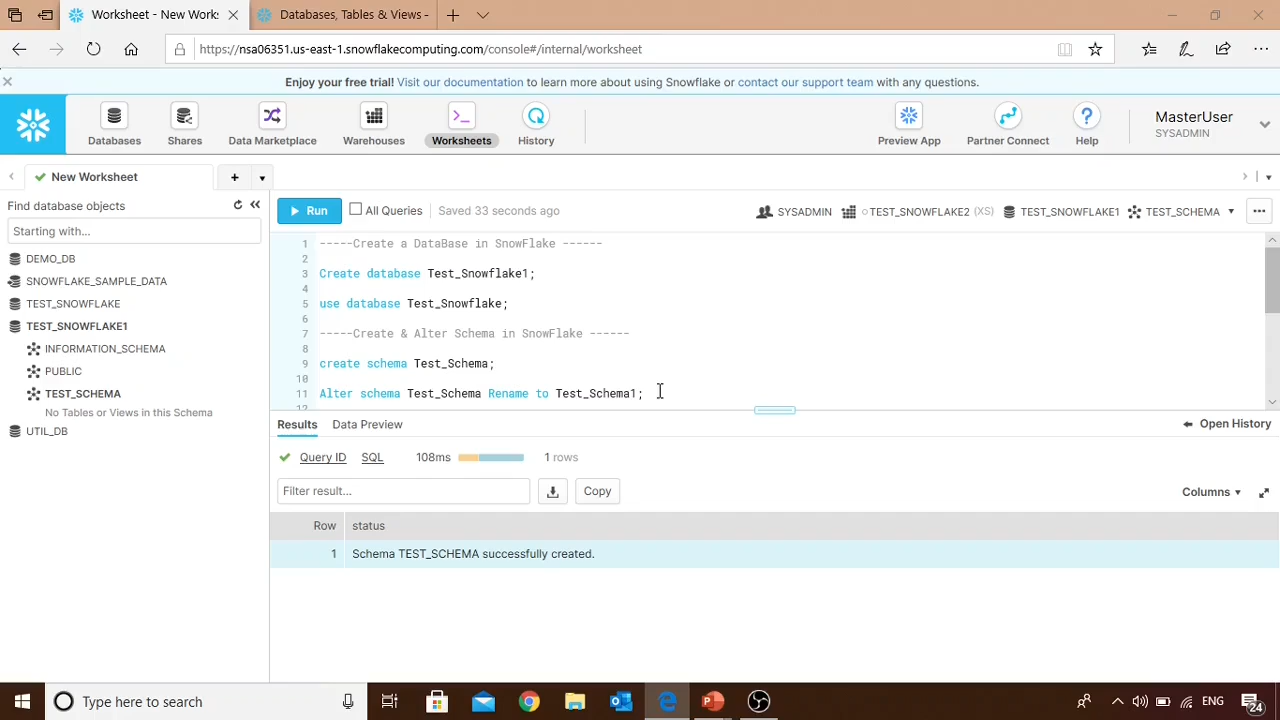 Worksheet - New Works
Databases, Tables & Views -
https://nsa06351.us-east-1.snowflakecomputing.com/console#/internal/worksheet
Enjoy your free trial! Visit our documentation to learn more about using Snowflake or contact our support team with any questions.
Databases
Shares
Data Marketplace
Warehouses
Worksheets
History
Preview App
Partner Connect
Help
MasterUser
SYSADMIN
New Worksheet
Find database objects
Starting with...
DEMO_DB
SNOWFLAKE_SAMPLE_DATA
TEST_SNOWFLAKE
TEST_SNOWFLAKE1
INFORMATION_SCHEMA
PUBLIC
TEST_SCHEMA
No Tables or Views in this Schema
UTIL_DB
Run
All Queries
Saved 33 seconds ago
SYSADMIN
TEST_SNOWFLAKE2 (XS)
TEST_SNOWFLAKE1
TEST_SCHEMA
1 -----Create a DataBase in SnowFlake ------
2
3 Create database Test_Snowflake1;
4
5 use database Test_Snowflake;
6
7 -----Create & Alter Schema in SnowFlake ------
8
9 create schema Test_Schema;
10
11 Alter schema Test_Schema Rename to Test_Schema1;
12
Results
Data Preview
Open History
Query ID SQL 108ms 1 rows
Filter result...
Copy
Columns
Row status
1 Schema TEST_SCHEMA successfully created.
Type here to search
ENG
24